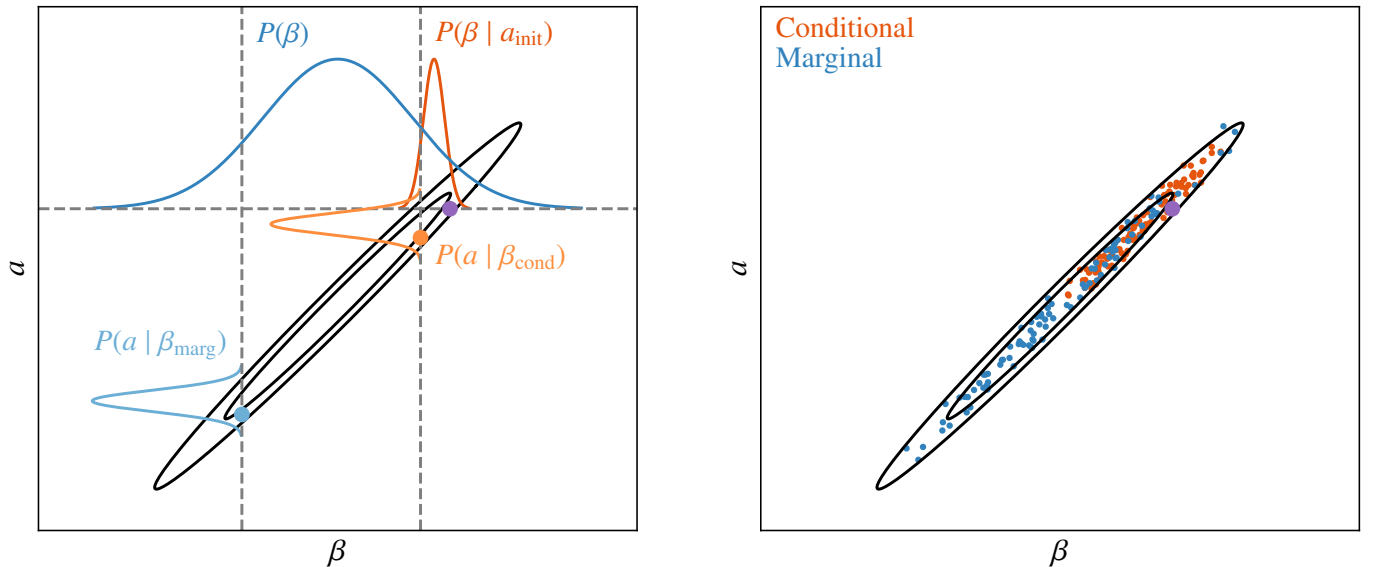 P(β)
P(β | a_init)
P(a | β_cond)
P(a | β_marg)
a
β
Conditional
Marginal
a
β